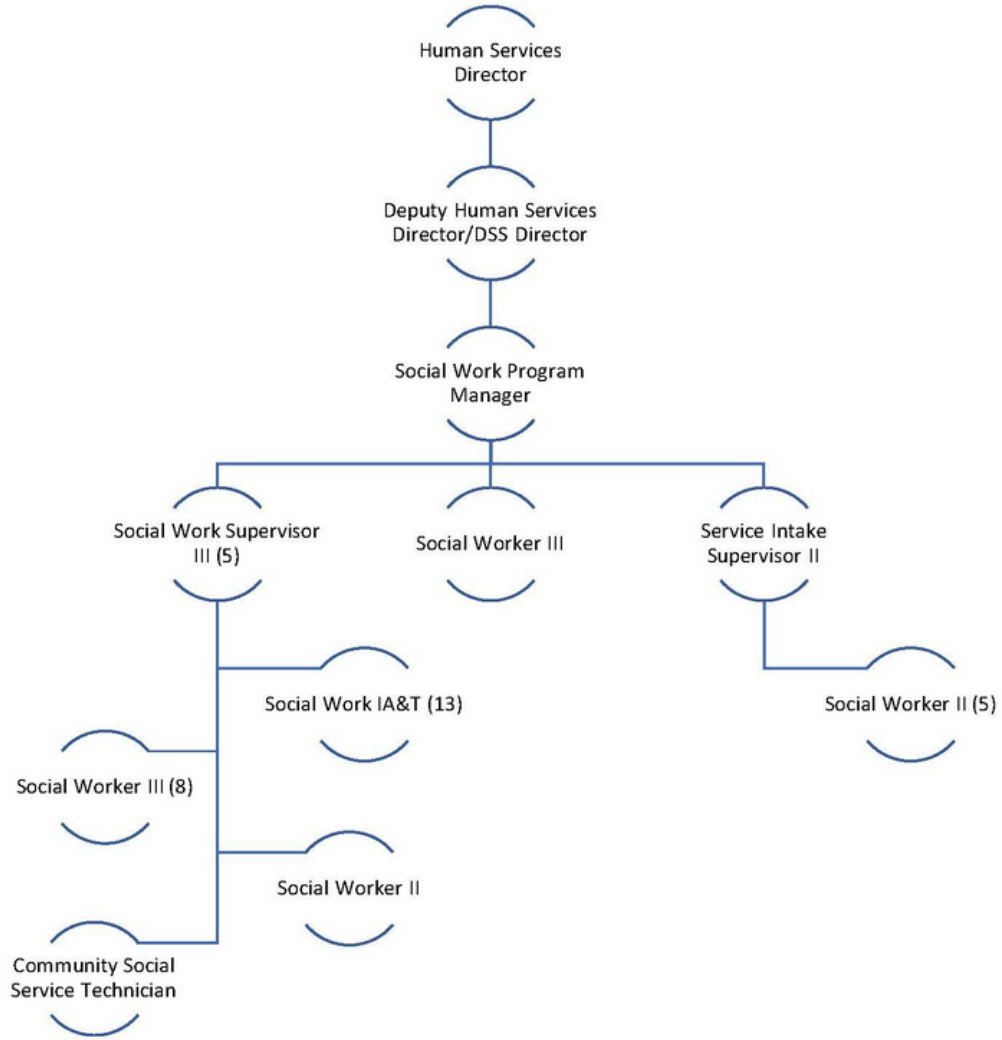 Human Services
Director
Deputy Human Services
Director/DSS Director
Social Work Program
Manager
Social Work Supervisor
III (5)
Social Worker III
Service Intake
Supervisor II
Social Work IA&T (13)
Social Worker II (5)
Social Worker III (8)
Social Worker II
Community Social
Service Technician